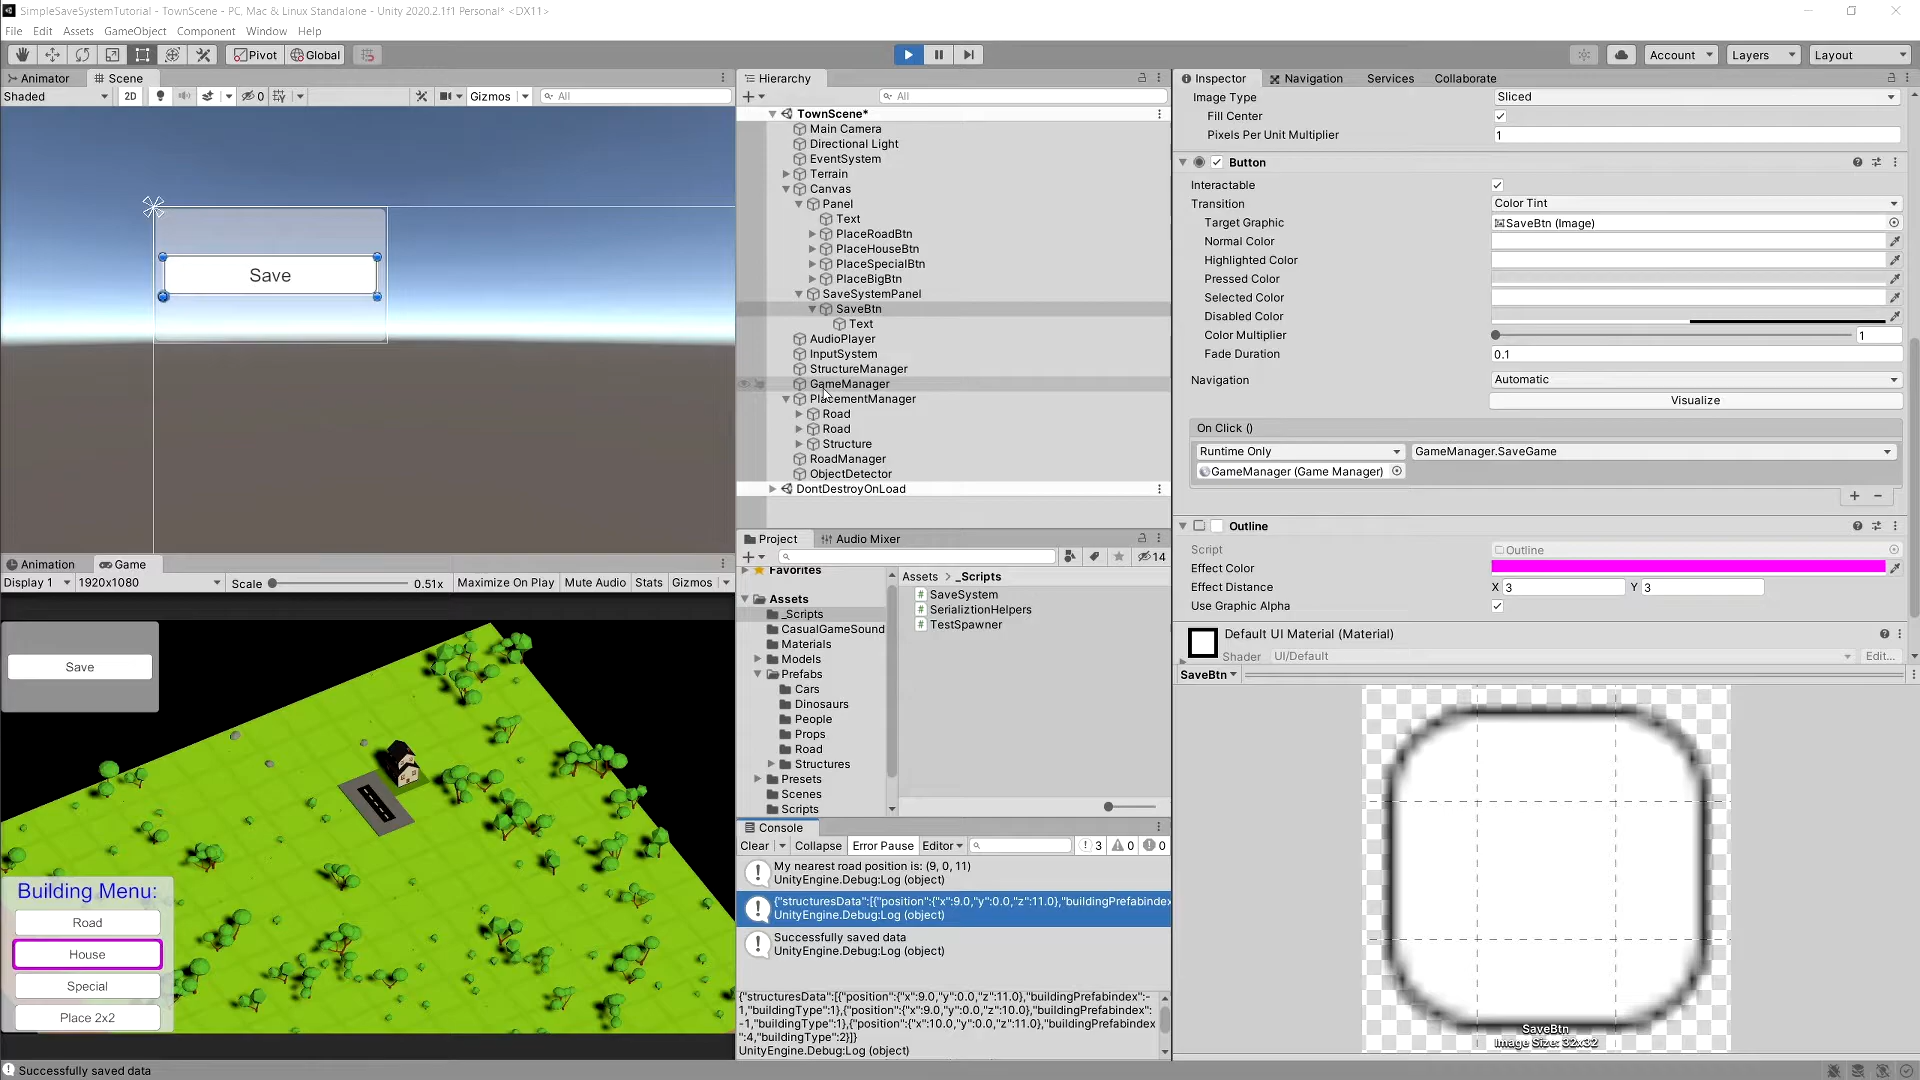 SimpleSaveSystemTutorial - TownScene - PC, Mac & Linux Standalone - Unity 2020.2.1f1 Personal* <DX11>
File Edit Assets GameObject Component Window Help
Pivot Global Account Layers Layout
Animator Scene
Shaded 2D 0 Gizmos All
Save
Animation Game
Display 1 1920x1080 Scale 0.51x Maximize On Play Mute Audio Stats Gizmos
Save
Building Menu:
Road
House
Special
Place 2x2
Hierarchy
All
TownScene*
Main Camera
Directional Light
EventSystem
Terrain
Canvas
Panel
Text
PlaceRoadBtn
PlaceHouseBtn
PlaceSpecialBtn
PlaceBigBtn
SaveSystemPanel
SaveBtn
Text
AudioPlayer
InputSystem
StructureManager
GameManager
PlacementManager
Road
Road
Structure
RoadManager
ObjectDetector
DontDestroyOnLoad
Project Audio Mixer
14
Favorites
Assets
_Scripts
CasualGameSound
Materials
Models
Prefabs
Cars
Dinosaurs
People
Props
Road
Structures
Presets
Scenes
Scripts
Assets > _Scripts
SaveSystem
SerializtionHelpers
TestSpawner
Console
Clear Collapse Error Pause Editor 3 0 0
My nearest road position is: (9, 0, 11)
UnityEngine.Debug:Log (object)
{"structuresData":[{"position":{"x":9.0,"y":0.0,"z":11.0},"buildingPrefabindex
UnityEngine.Debug:Log (object)
Successfully saved data
UnityEngine.Debug:Log (object)
{"structuresData":[{"position":{"x":9.0,"y":0.0,"z":11.0},"buildingPrefabindex":-
1,"buildingType":1},{"position":{"x":9.0,"y":0.0,"z":10.0},"buildingPrefabindex":
-1,"buildingType":1},{"position":{"x":10.0,"y":0.0,"z":11.0},"buildingPrefabindex"
:4,"buildingType":2}]}
UnityEngine.Debug:Log (object)
Inspector Navigation Services Collaborate
Image Type Sliced
Fill Center
Pixels Per Unit Multiplier 1
Button
Interactable
Transition Color Tint
Target Graphic SaveBtn (Image)
Normal Color
Highlighted Color
Pressed Color
Selected Color
Disabled Color
Color Multiplier 1
Fade Duration 0.1
Navigation Automatic
Visualize
On Click ()
Runtime Only GameManager.SaveGame
GameManager (Game Manager)
Outline
Script Outline
Effect Color
Effect Distance X 3 Y 3
Use Graphic Alpha
Default UI Material (Material)
Shader UI/Default Edit...
SaveBtn
SaveBtn
Image Size: 32x32
Successfully saved data